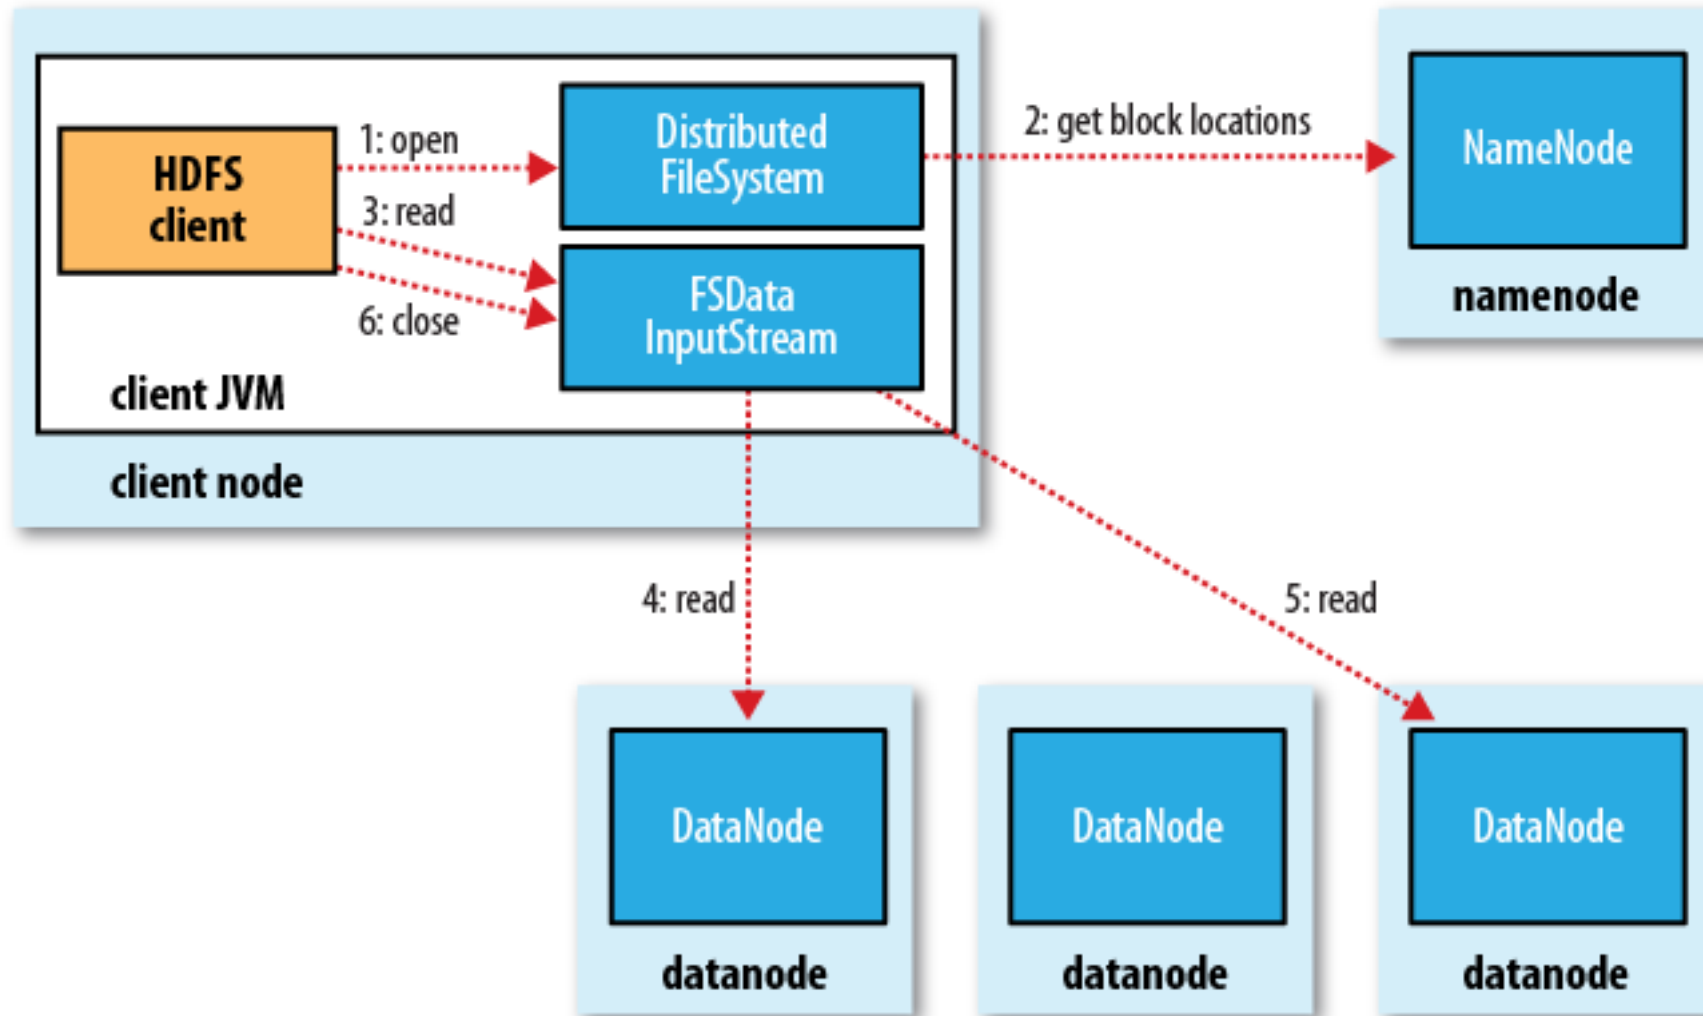 1: open
Distributed
FileSystem
2: get block locations
NameNode
HDFS
client
3: read
FSData
InputStream
6: close
namenode
client JVM
client node
4: read
5: read
DataNode
DataNode
DataNode
datanode
datanode
datanode